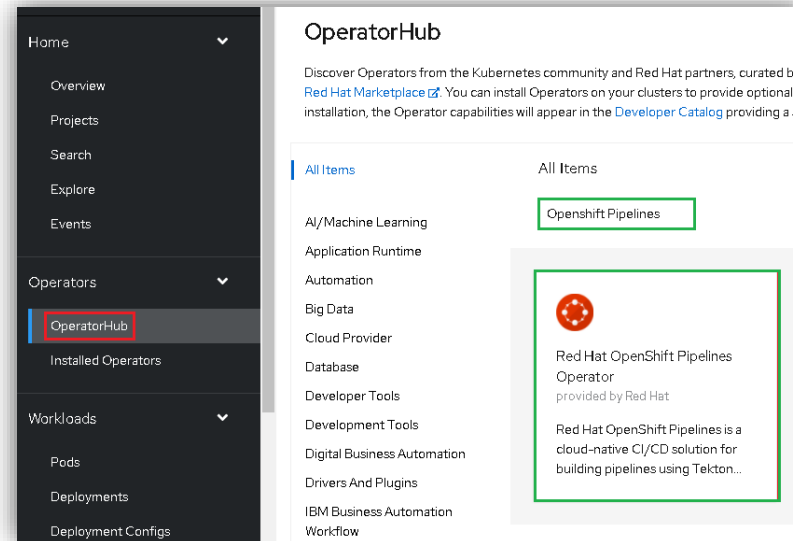 Home
Overview
Projects
Search
Explore
Events
Operators
OperatorHub
Installed Operators
Workloads
Pods
Deployments
Deployment Configs
OperatorHub
Discover Operators from the Kubernetes community and Red Hat partners, curated b
Red Hat Marketplace. You can install Operators on your clusters to provide optional
installation, the Operator capabilities will appear in the Developer Catalog providing a
All Items
AI/Machine Learning
Application Runtime
Automation
Big Data
Cloud Provider
Database
Developer Tools
Development Tools
Digital Business Automation
Drivers And Plugins
IBM Business Automation
Workflow
All Items
Openshift Pipelines
Red Hat OpenShift Pipelines
Operator
provided by Red Hat
Red Hat OpenShift Pipelines is a
cloud-native CI/CD solution for
building pipelines using Tekton...